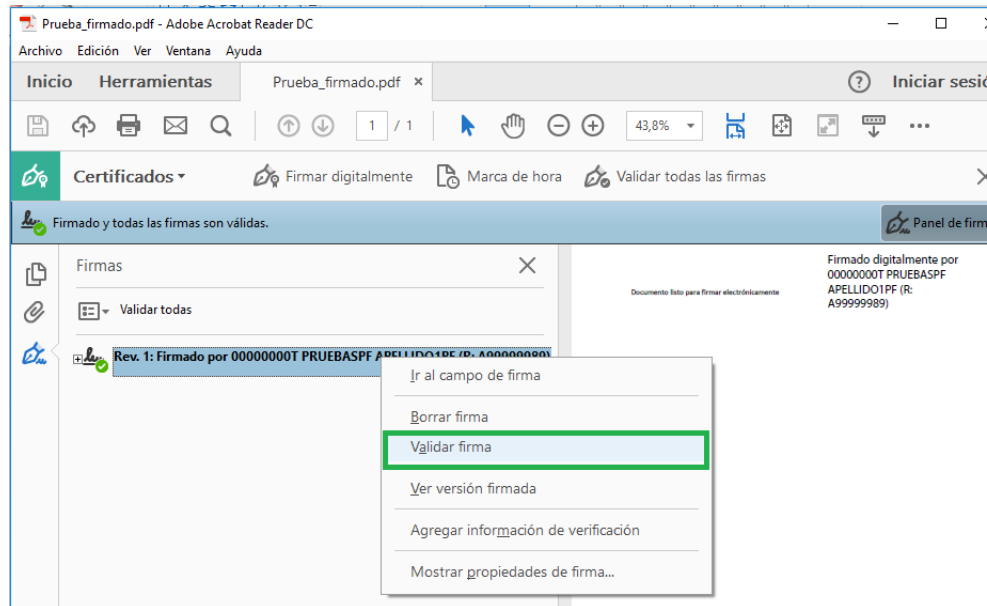 Prueba_firmado.pdf - Adobe Acrobat Reader DC
Archivo Edición Ver Ventana Ayuda
Inicio Herramientas Prueba_firmado.pdf × ? Iniciar sesió
1 / 1 43,8%
Certificados Firmar digitalmente Marca de hora Validar todas las firmas
Firmado y todas las firmas son válidas. Panel de firm
Firmas
Validar todas
Rev. 1: Firmado por 00000000T PRUEBASPF APELLIDO1PF (R: A99999989)
Ir al campo de firma
Borrar firma
Validar firma
Ver versión firmada
Agregar información de verificación
Mostrar propiedades de firma...
Documento listo para firmar electrónicamente
Firmado digitalmente por
00000000T PRUEBASPF
APELLIDO1PF (R:
A99999989)